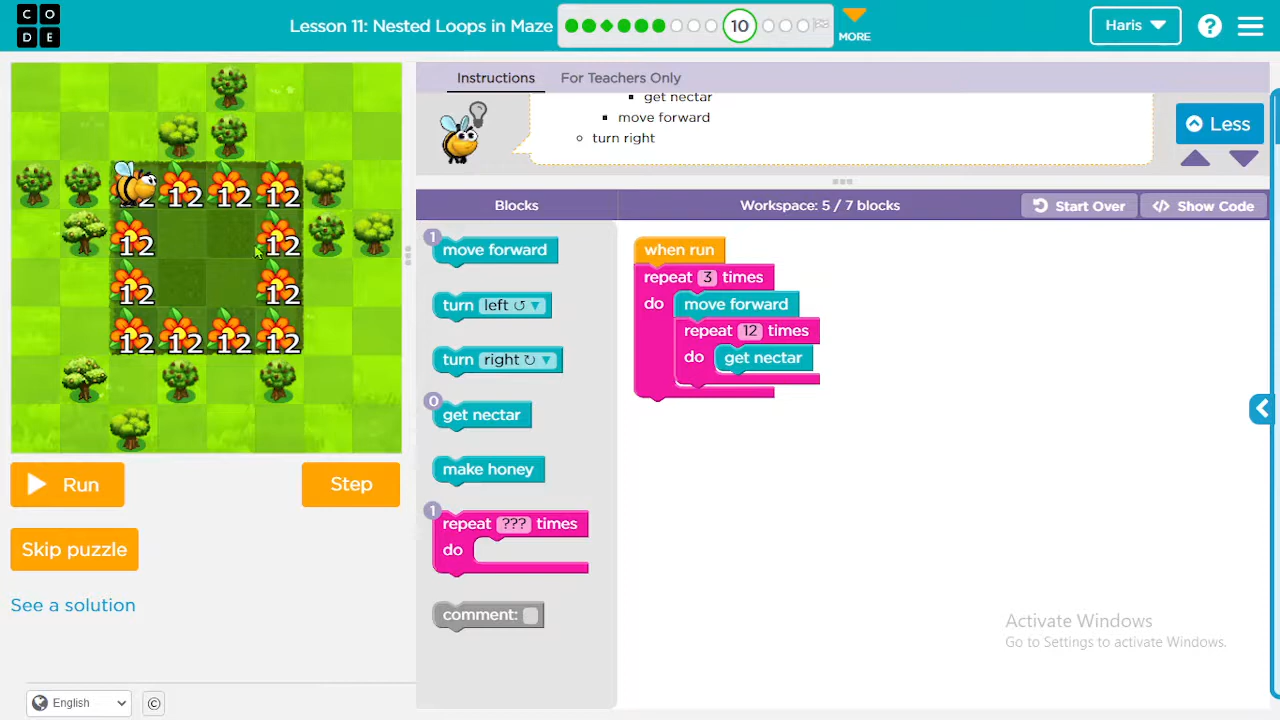 C O
D E
Lesson 11: Nested Loops in Maze
10
MORE
Haris
?
Instructions
For Teachers Only
get nectar
move forward
turn right
Less
Blocks
Workspace: 5 / 7 blocks
Start Over
</> Show Code
12 12 12
12 12
12 12
12 12 12 12
1
move forward
turn left ↺ ▼
turn right ↻ ▼
0
get nectar
make honey
1
repeat ??? times
do
comment:
when run
repeat 3 times
do move forward
repeat 12 times
do get nectar
Run
Step
Skip puzzle
See a solution
Activate Windows
Go to Settings to activate Windows.
English
©